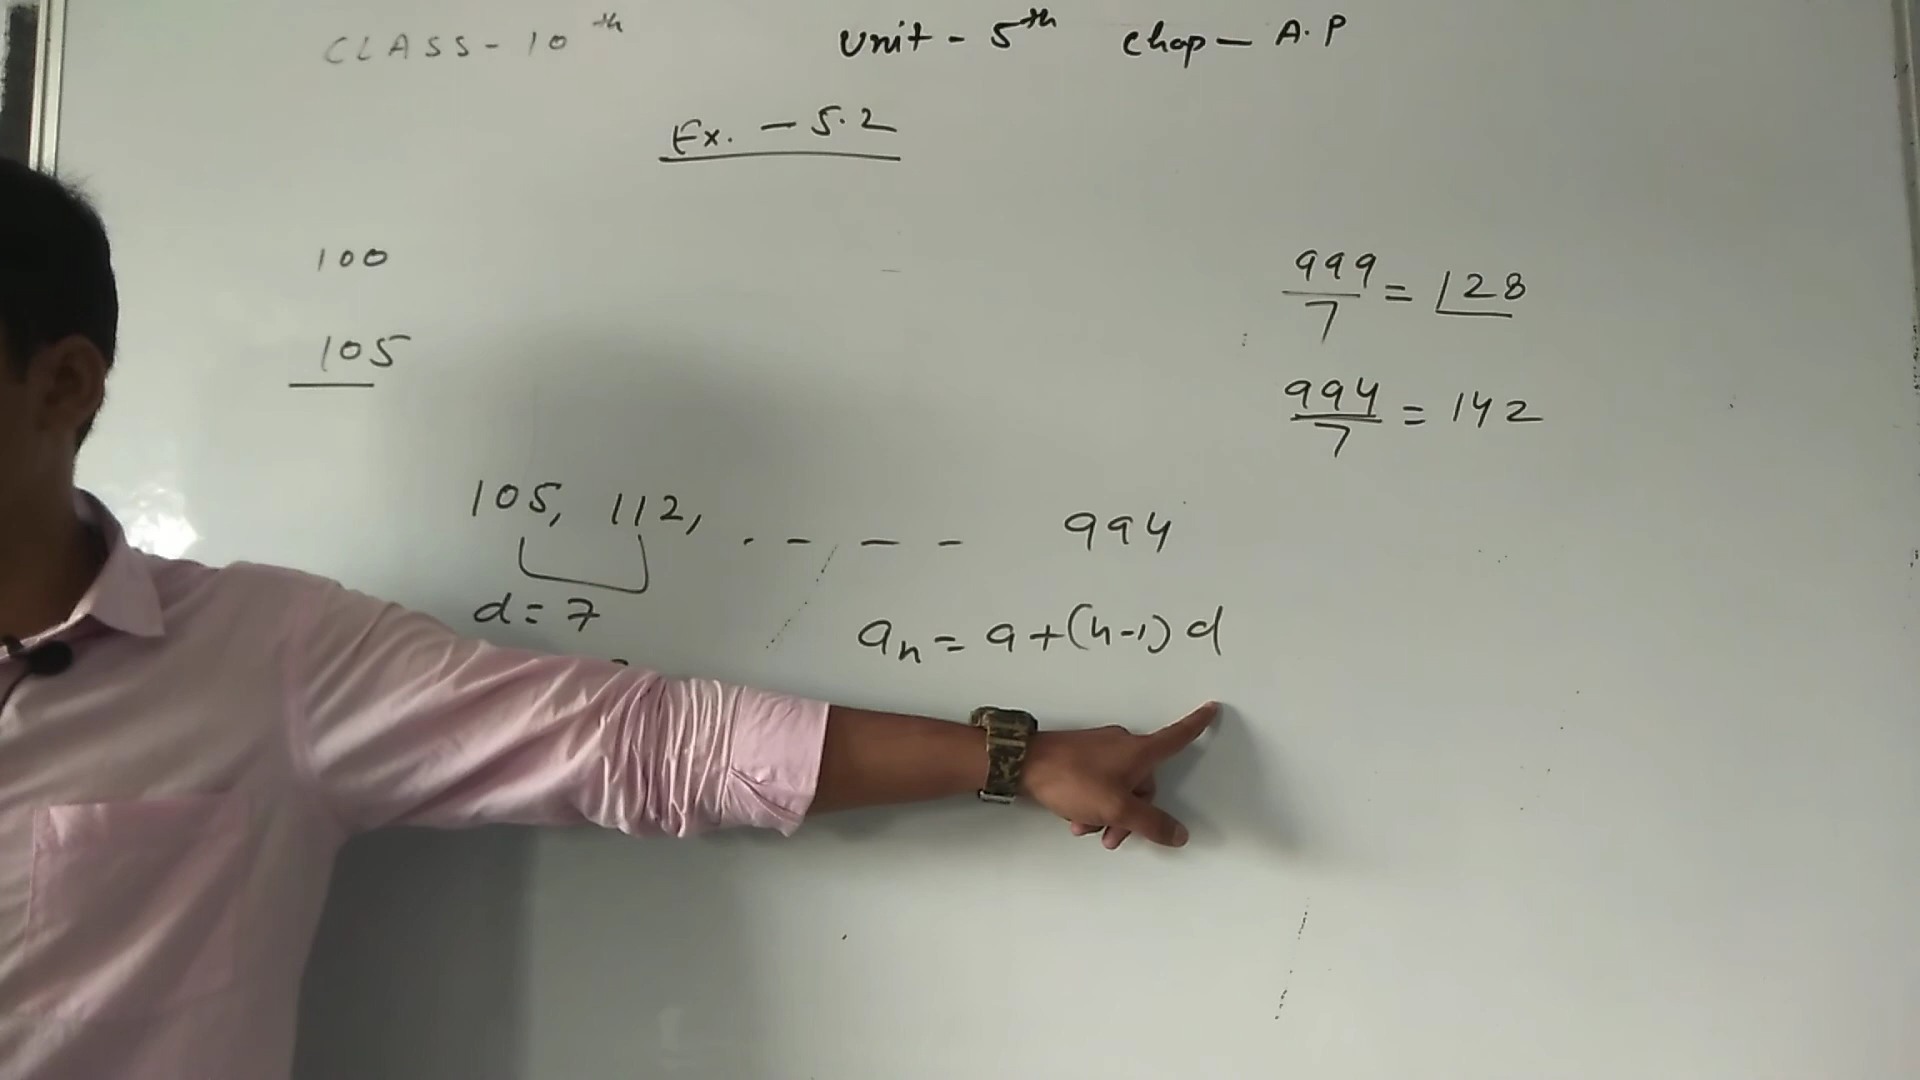 CLASS-10th Unit - 5th Chap - A.P
Ex. - 5.2
100
105
999/7 = 128
994/7 = 142
105, 112, . - - - 994
d = 7
an = a+(n-1)d